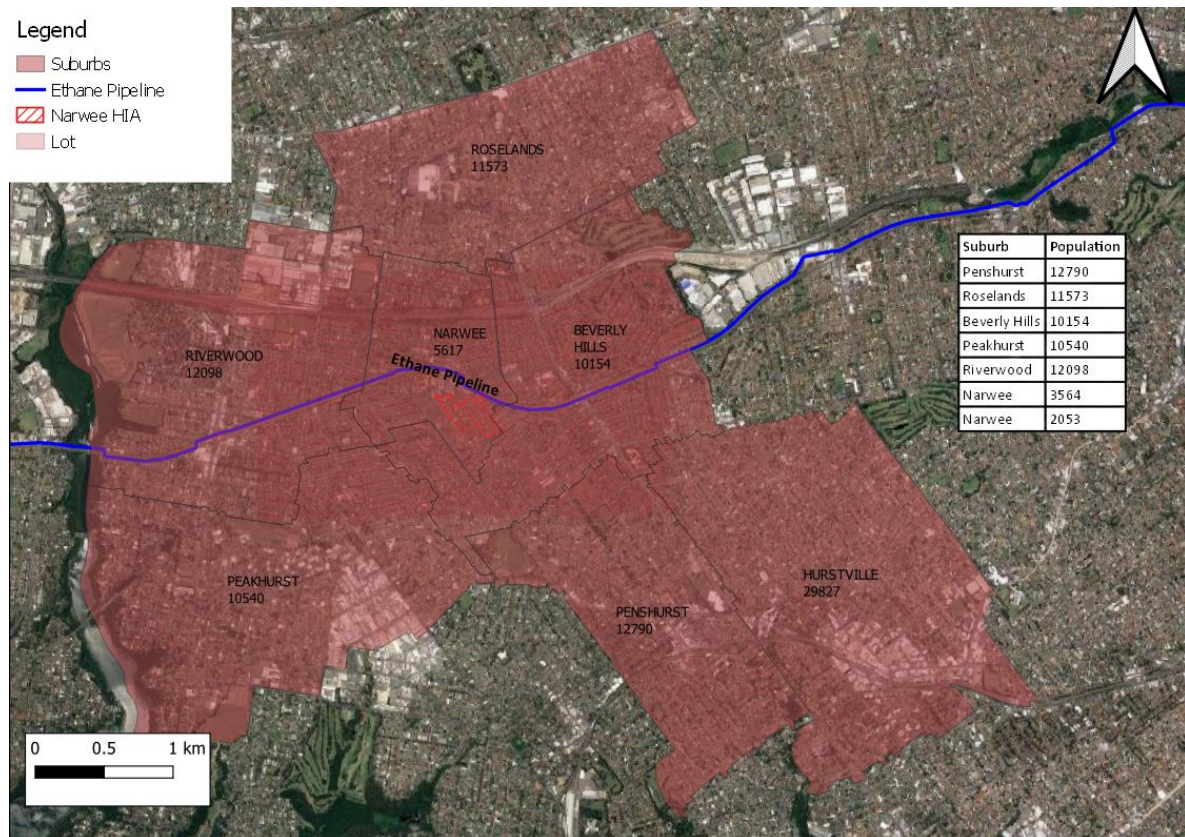 Legend
Suburbs
Ethane Pipeline
Narwee HIA
Lot
ROSELANDS
11573
NARWEE
5617
BEVERLY
HILLS
10154
RIVERWOOD
12098
Ethane Pipeline
PEAKHURST
10540
PENSHURST
12790
HURSTVILLE
29827
Suburb Population
Penshurst 12790
Roselands 11573
Beverly Hills 10154
Peakhurst 10540
Riverwood 12098
Narwee 3564
Narwee 2053
0 0.5 1 km